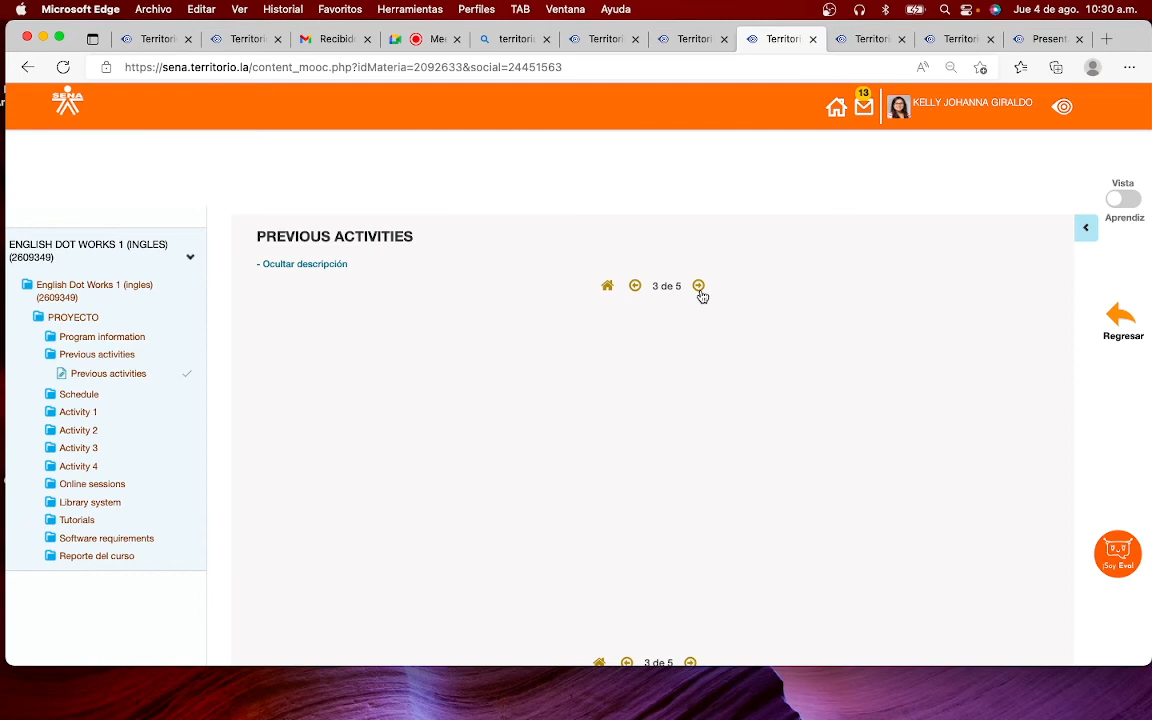 Microsoft Edge Archivo Editar Ver Historial Favoritos Herramientas Perfiles TAB Ventana Ayuda Jue 4 de ago. 10:30 a.m.
Territorio Territori Recibid Me territori Territori Territori Territori Territori Territori Present
https://sena.territorio.la/content_mooc.php?idMateria=2092633&social=24451563
SENA
13
KELLY JOHANNA GIRALDO
Vista
Aprendiz
PREVIOUS ACTIVITIES
- Ocultar descripción
3 de 5
ENGLISH DOT WORKS 1 (INGLES)
(2609349)
English Dot Works 1 (ingles)
(2609349)
PROYECTO
Program information
Previous activities
Previous activities
Schedule
Activity 1
Activity 2
Activity 3
Activity 4
Online sessions
Library system
Tutorials
Software requirements
Reporte del curso
Regresar
¡Soy Evo!
3 de 5